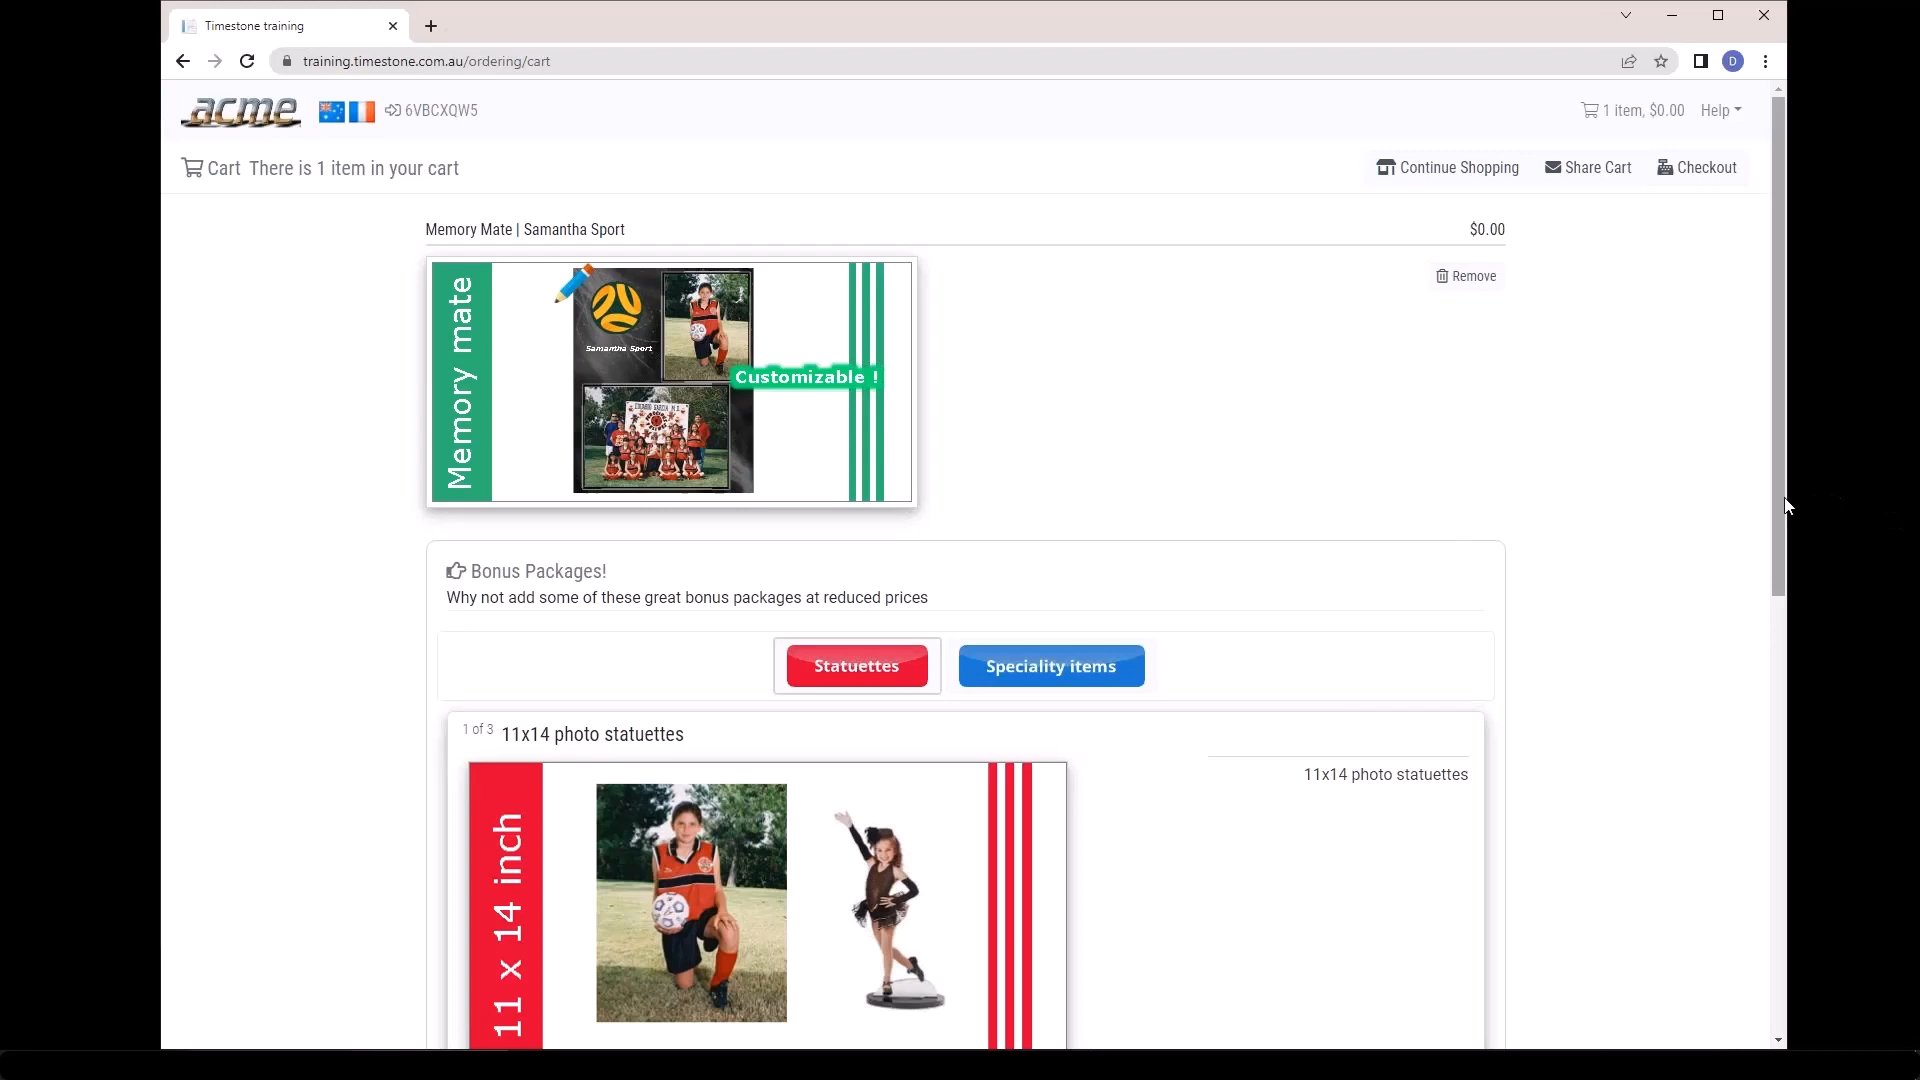 Timestone training
training.timestone.com.au/ordering/cart
D
acme
6VBCXQW5
1 item, $0.00
Help
Cart There is 1 item in your cart
Continue Shopping
Share Cart
Checkout
Memory Mate | Samantha Sport
$0.00
Remove
Memory mate
Samantha Sport
Customizable !
Bonus Packages!
Why not add some of these great bonus packages at reduced prices
Statuettes
Speciality items
1 of 3 11x14 photo statuettes
11x14 photo statuettes
11 x 14 inch